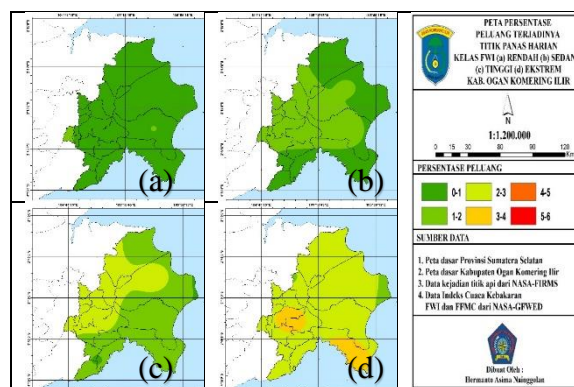 (a)
(b)
(c)
(d)
PETA PERSENTASE
PELUANG TERJADINYA
TITIK PANAS HARIAN
KELAS FWI (a) RENDAH (b) SEDAN
(c) TINGGI (d) EKSTREM
KAB. OGAN KOMERING ILIR
N
1:1.200.000
0 15 30 60 90 120
Km
PERSENTASE PELUANG
0-1 2-3 4-5
1-2 3-4 5-6
SUMBER DATA
1. Peta dasar Provinsi Sumatera Selatan
2. Peta dasar Kabupaten Ogan Komering Ilir
3. Data kejadian titik api dari NASA-FIRMS
4. Data Indeks Cuaca Kebakaran
FWI dan FFMC dari NASA-GFWED
Dibuat Oleh :
Hermanto Asima Nainggolan